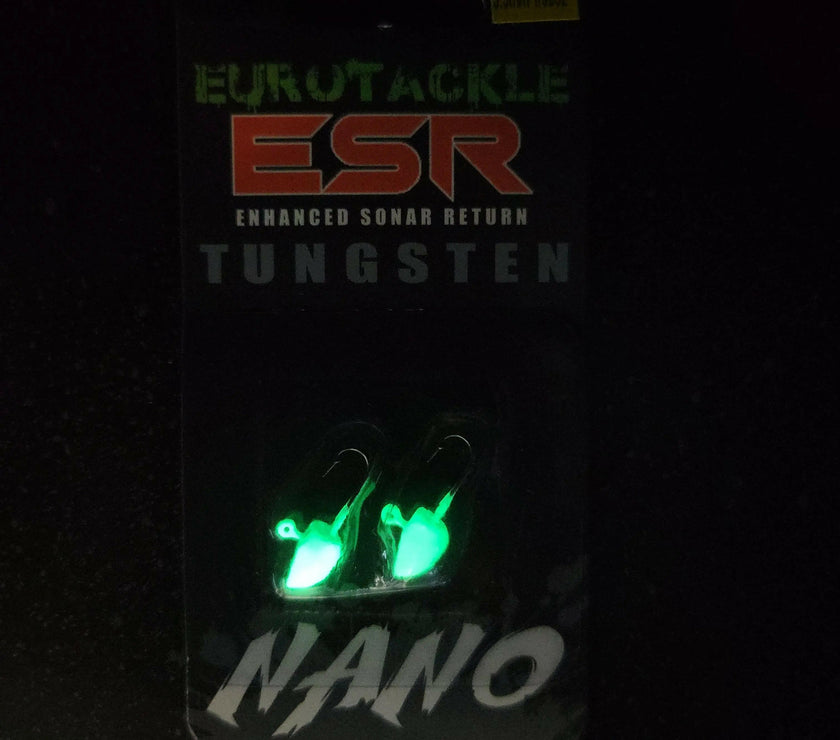 EUROTACKLE
ESR
ENHANCED SONAR RETURN
TUNGSTEN
NANO